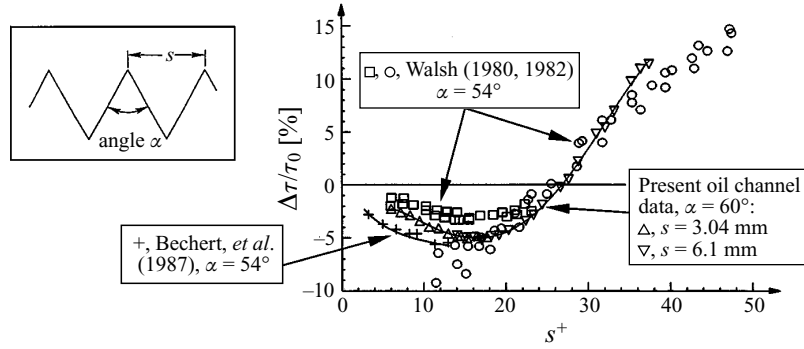 s
angle α
□, ○, Walsh (1980, 1982)
α = 54°
+, Bechert, et al.
(1987), α = 54°
Present oil channel
data, α = 60°:
△, s = 3.04 mm
▽, s = 6.1 mm
Δτ/τ0 [%]
15
10
5
0
–5
–10
0 10 20 30 40 50
s+